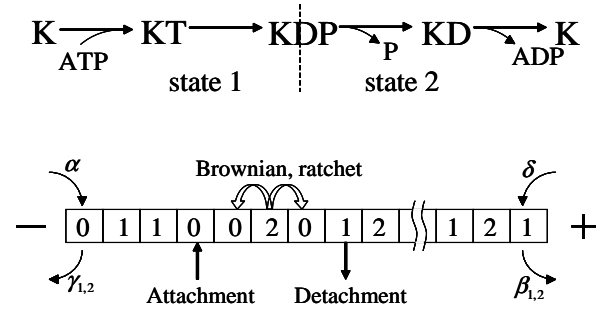 K KT KDP KD K
ATP P ADP
state 1 state 2
α Brownian, ratchet δ
− 0 1 1 0 0 2 0 1 2 1 2 1 +
γ1,2 Attachment Detachment β1,2